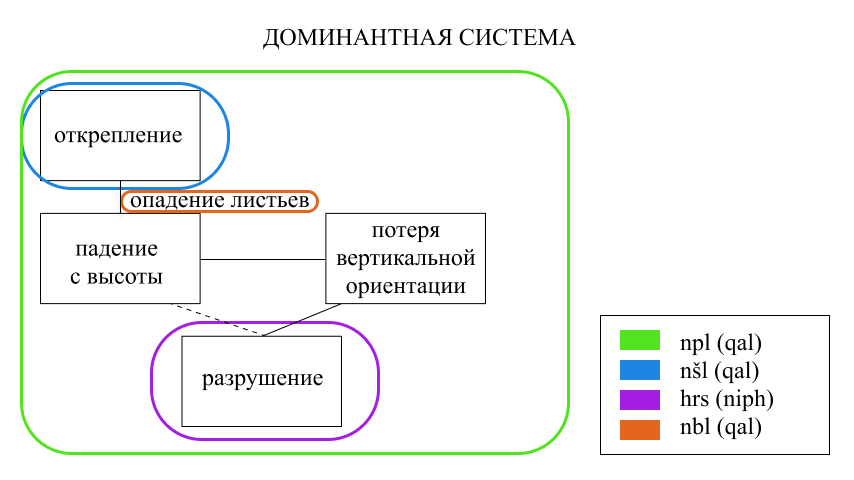 ДОМИНАНТНАЯ СИСТЕМА
открепление
опадение листьев
падение
с высоты
потеря
вертикальной
ориентации
разрушение
npl (qal)
nšl (qal)
hrs (niph)
nbl (qal)